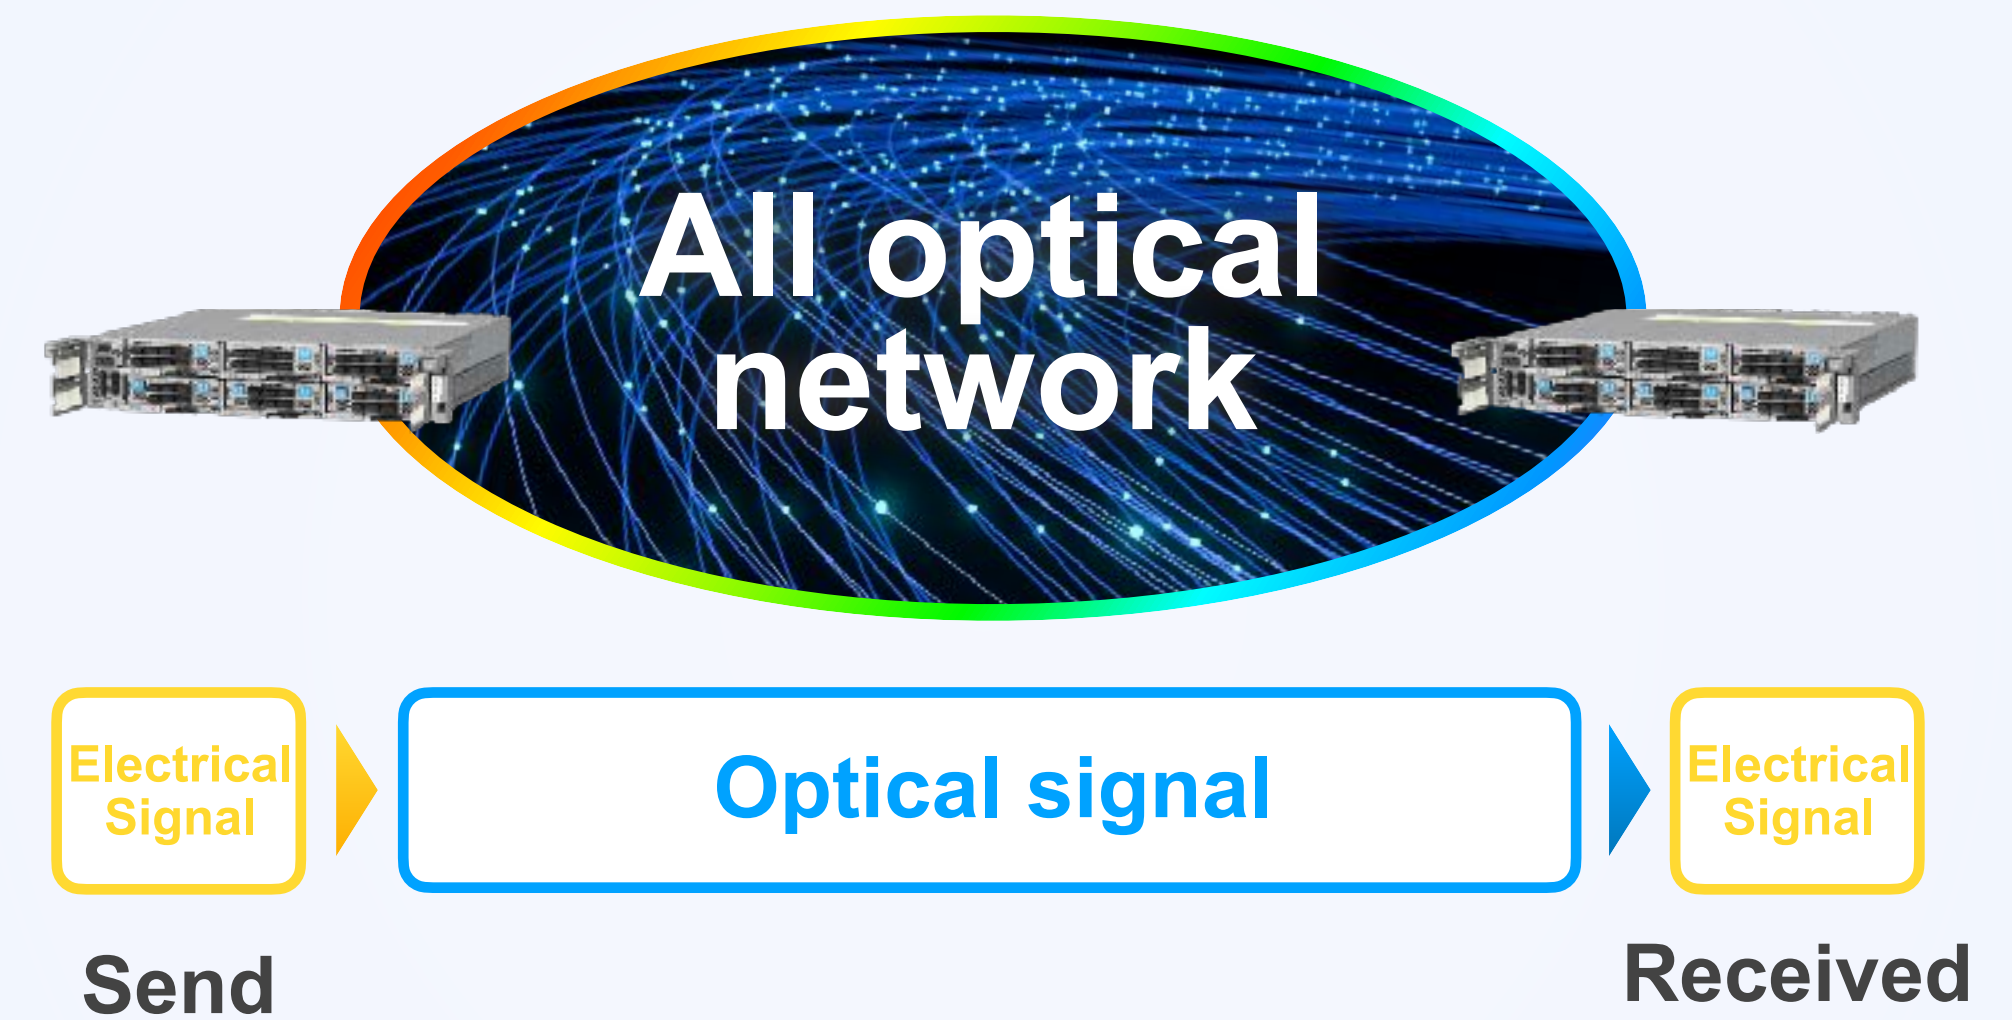 All optical
network
Electrical
Signal
Optical signal
Electrical
Signal
Send
Received